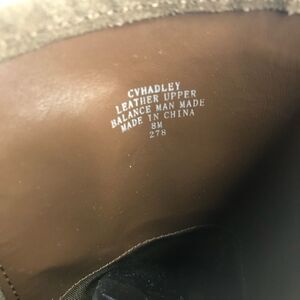 CVHADLEY
LEATHER UPPER
BALANCE MAN MADE
MADE IN CHINA
8M
278